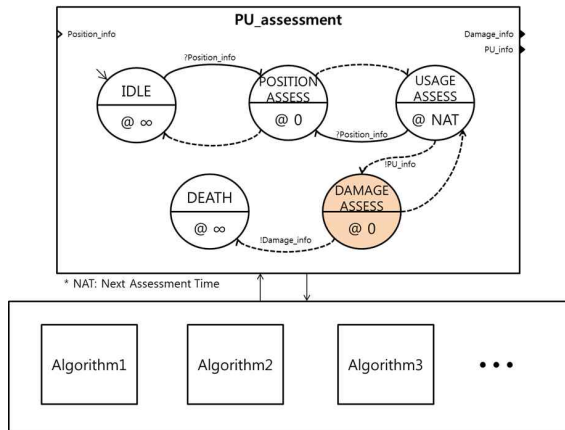 PU_assessment
Position_info
Damage_info
PU_info
?Position_info
IDLE
@ ∞
POSITION
ASSESS
@ 0
USAGE
ASSESS
@ NAT
?Position_info
!PU_info
DEATH
@ ∞
DAMAGE
ASSESS
@ 0
!Damage_info
* NAT: Next Assessment Time
Algorithm1
Algorithm2
Algorithm3
• • •